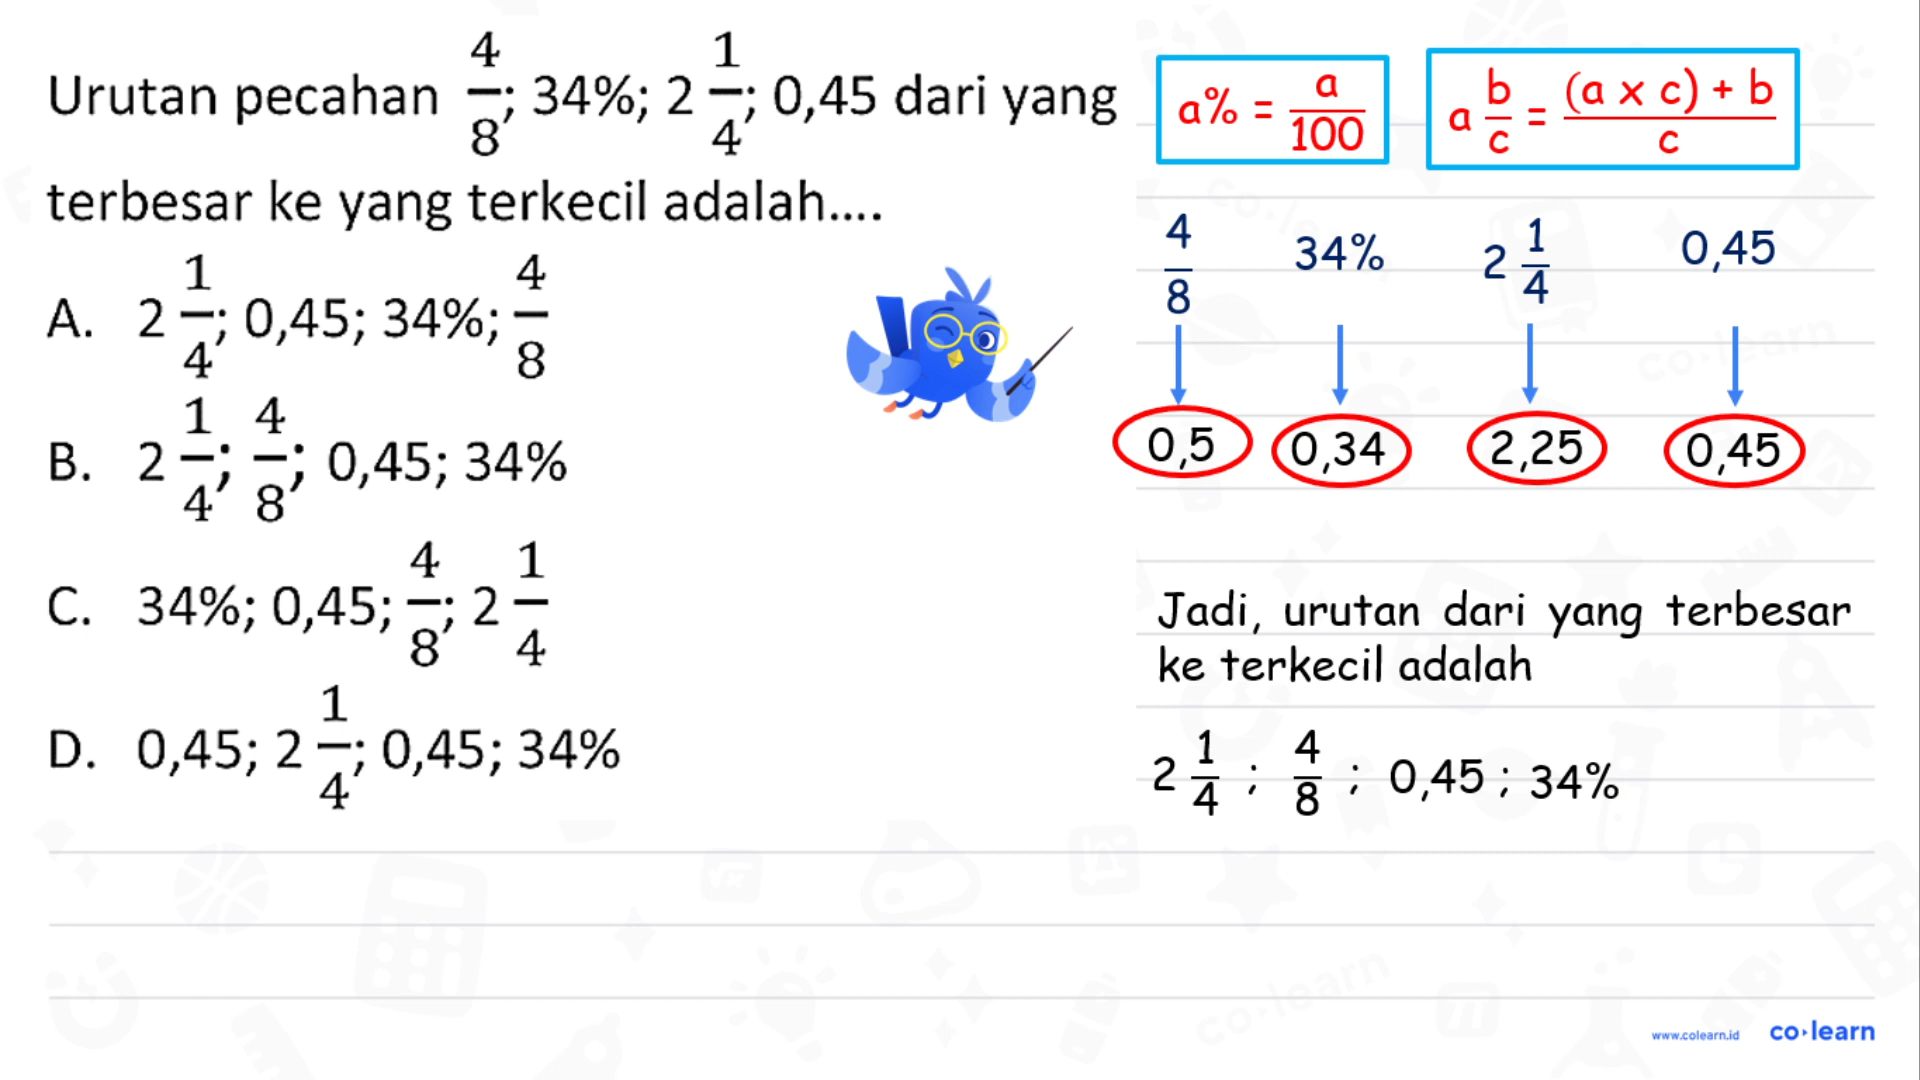 Urutan pecahan 4/8; 34%; 2 1/4; 0,45 dari yang
terbesar ke yang terkecil adalah....
A. 2 1/4; 0,45; 34%; 4/8
B. 2 1/4; 4/8; 0,45; 34%
C. 34%; 0,45; 4/8; 2 1/4
D. 0,45; 2 1/4; 0,45; 34%
a% = a/100
a b/c = (a x c) + b / c
4/8 34% 2 1/4 0,45
0,5 0,34 2,25 0,45
Jadi, urutan dari yang terbesar
ke terkecil adalah
2 1/4 ; 4/8 ; 0,45 ; 34%
www.colearn.id co·learn